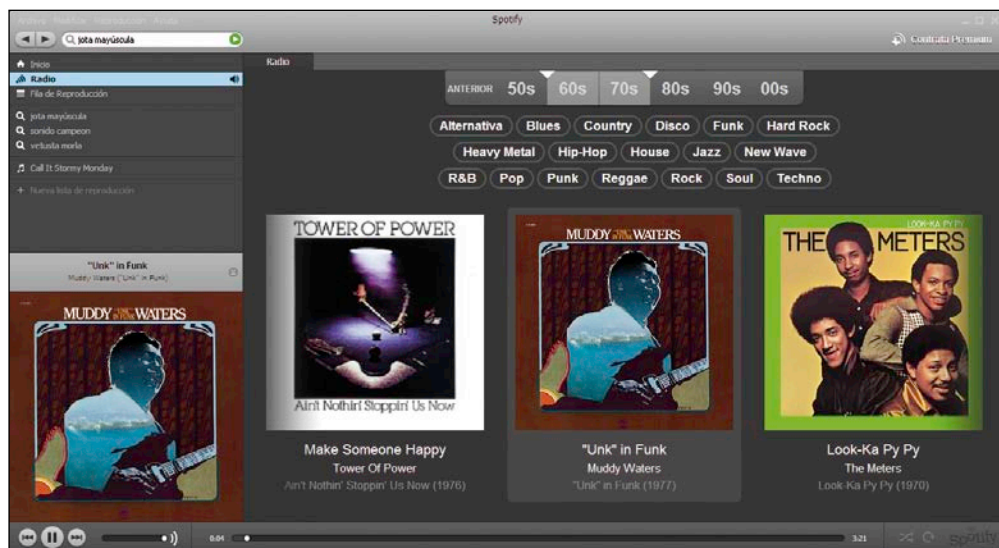 Archivo Modificar Reproducción Ayuda
Spotify
jota mayúscula
Contrata Premium
Inicio
Radio
Fila de Reproducción
jota mayúscula
sonido campeon
vetusta morla
Call It Stormy Monday
Nueva lista de reproducción
"Unk" in Funk
Muddy Waters ("Unk" in Funk)
MUDDY WATERS
Radio
ANTERIOR 50s 60s 70s 80s 90s 00s
Alternativa Blues Country Disco Funk Hard Rock
Heavy Metal Hip-Hop House Jazz New Wave
R&B Pop Punk Reggae Rock Soul Techno
TOWER OF POWER
Ain't Nothin' Stoppin' Us Now
Make Someone Happy
Tower Of Power
Ain't Nothin' Stoppin' Us Now (1976)
MUDDY WATERS
"Unk" in Funk
Muddy Waters
"Unk" in Funk (1977)
LOOK-KA PY PY
THE METERS
Look-Ka Py Py
The Meters
Look-Ka Py Py (1970)
0:04
3:21
Spotify